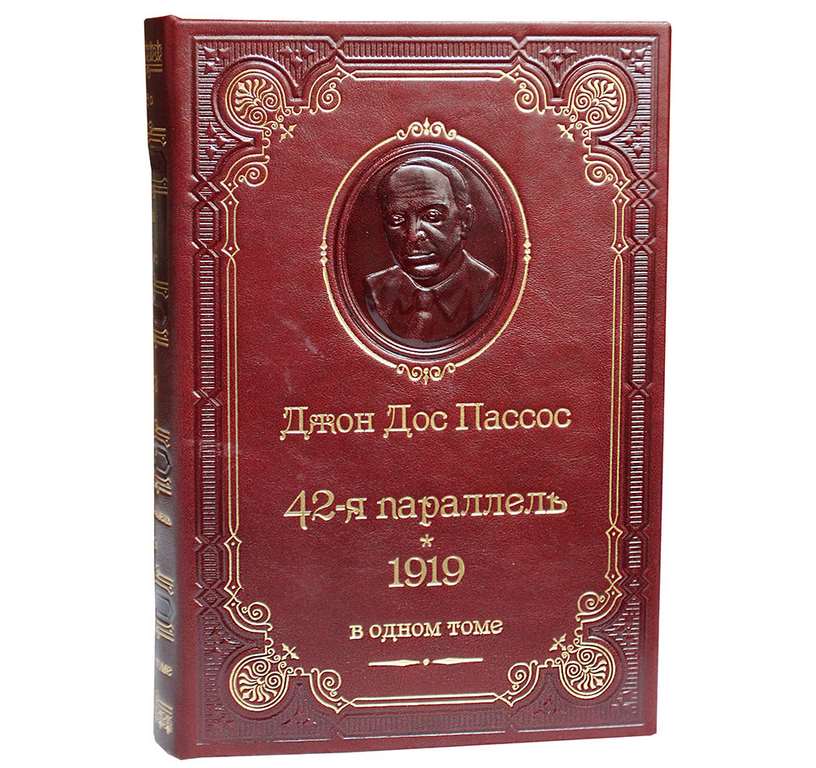 Джон Дос Пассос
42-я параллель
*
1919
в одном томе